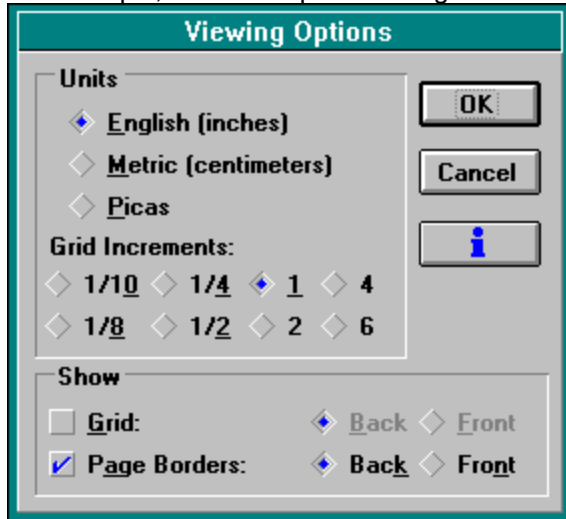 Viewing Options
Units
English (inches)
Metric (centimeters)
Picas
Grid Increments:
1/10 1/4 1 4
1/8 1/2 2 6
OK
Cancel
i
Show
Grid: Back Front
Page Borders: Back Front